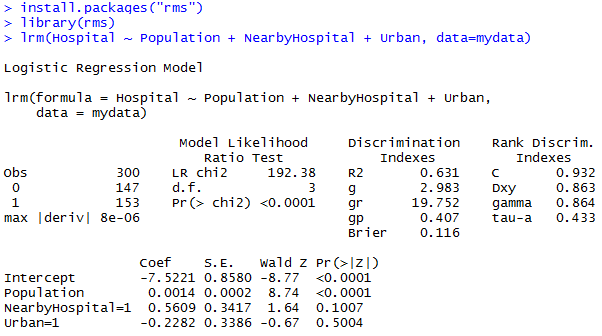 > install.packages("rms")
> library(rms)
> lrm(Hospital ~ Population + NearbyHospital + Urban, data=mydata)
Logistic Regression Model
lrm(formula = Hospital ~ Population + NearbyHospital + Urban,
    data = mydata)
                      Model Likelihood     Discrimination    Rank Discrim.
                         Ratio Test           Indexes           Indexes
Obs           300    LR chi2     192.38    R2       0.631    C       0.932
 0            147    d.f.             3    g        2.983    Dxy     0.863
 1            153    Pr(> chi2) <0.0001    gr      19.752    gamma   0.864
max |deriv| 8e-06                          gp       0.407    tau-a   0.433
                                           Brier    0.116
                 Coef    S.E.   Wald Z Pr(>|Z|)
Intercept        -7.5221 0.8580 -8.77  <0.0001
Population        0.0014 0.0002  8.74  <0.0001
NearbyHospital=1  0.5609 0.3417  1.64  0.1007
Urban=1          -0.2282 0.3386 -0.67  0.5004